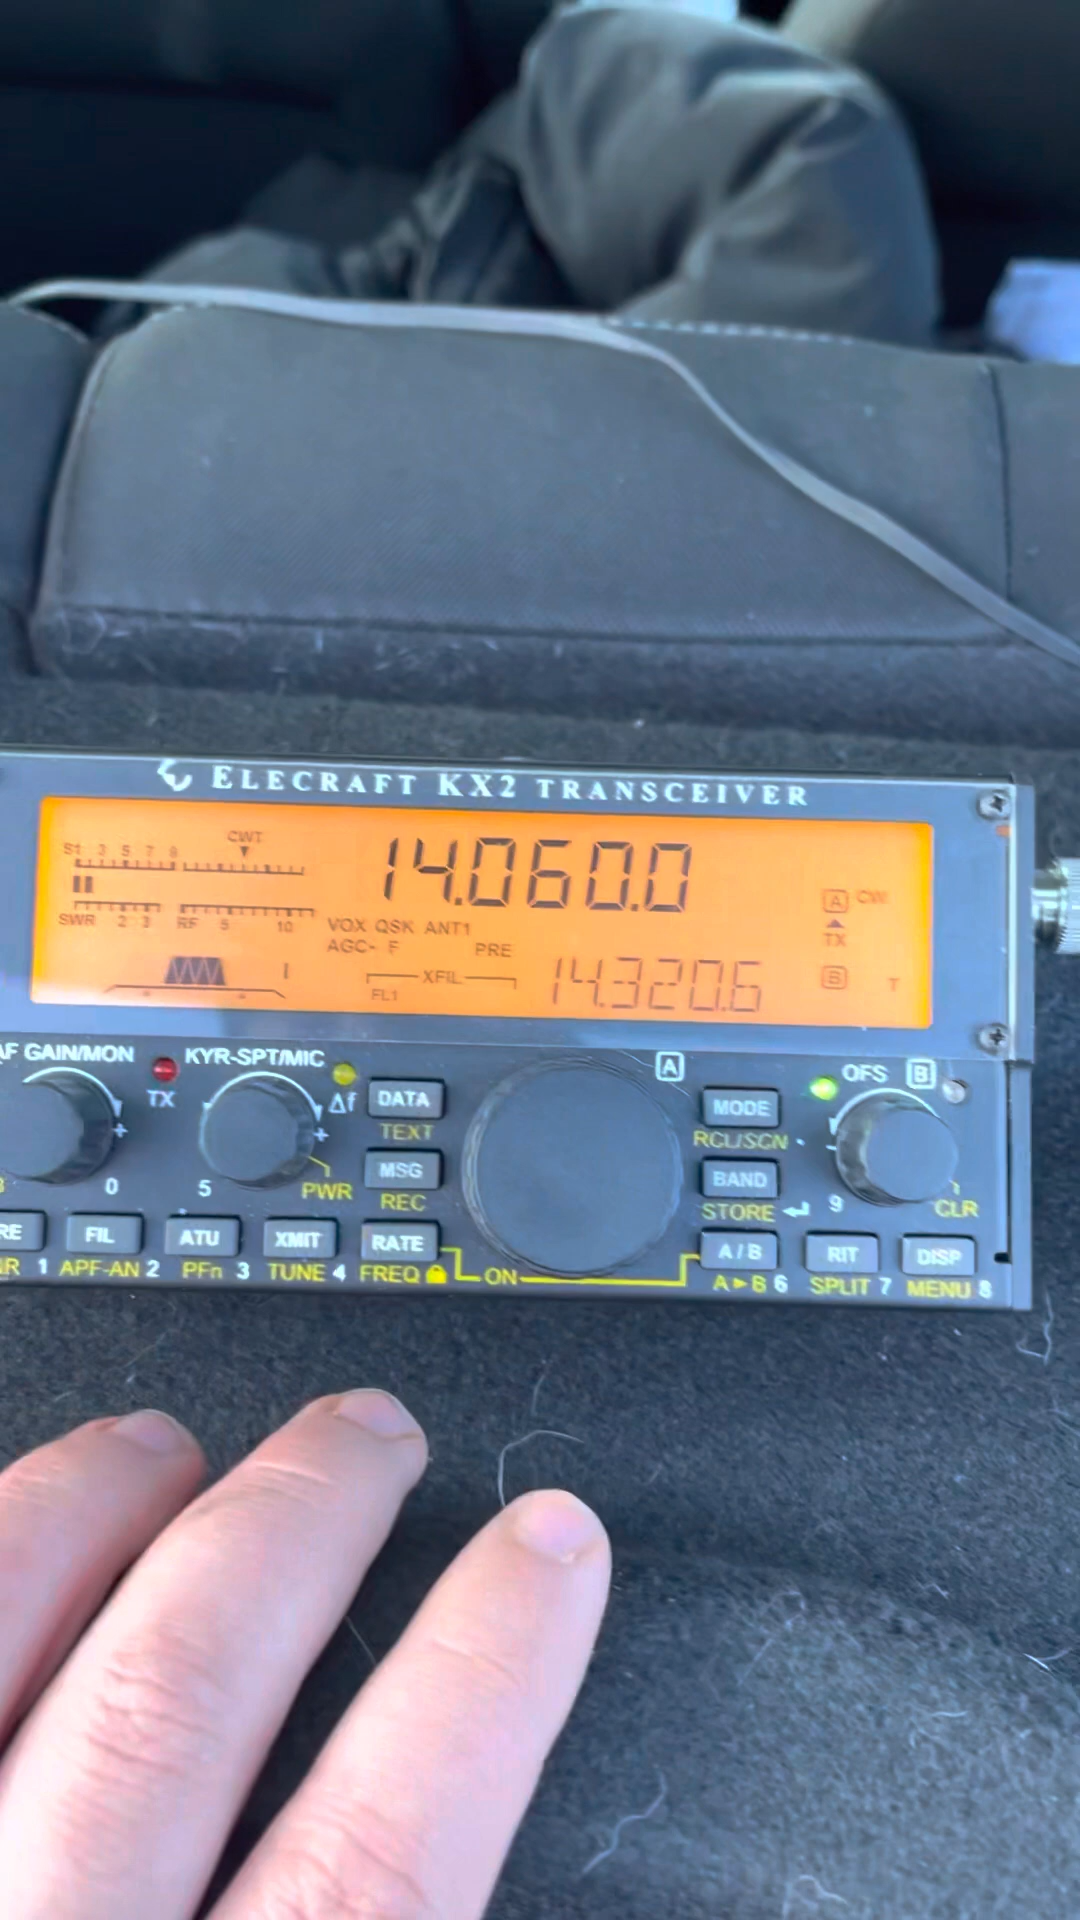 ELECRAFT KX2 TRANSCEIVER
CWT
S1 3 5 7 9
14.060.0
SWR 2 3 RF 5 10
VOX QSK ANT1
AGC- F PRE
A CW
TX
XFIL
FL1
14.320.6
B T
AF GAIN/MON
TX
KYR-SPT/MIC
Δf
DATA
TEXT
MSG
REC
A
MODE
RCL/SCN
BAND
STORE
OFS B
0
5
PWR
9
CLR
FIL
ATU
XMIT
RATE
A/B
RIT
DISP
1 APF-AN 2 PFn 3 TUNE 4 FREQ ON A►B 6 SPLIT 7 MENU 8